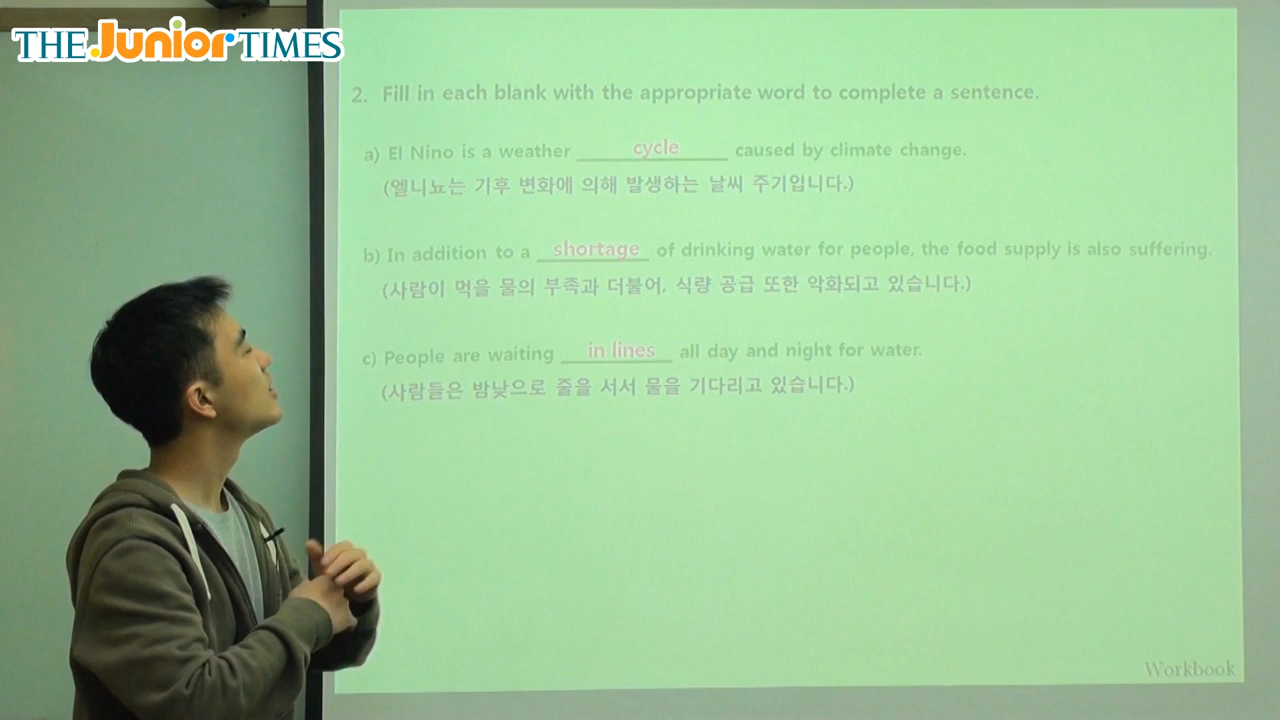 THE Junior TIMES
2. Fill in each blank with the appropriate word to complete a sentence.
a) El Nino is a weather cycle caused by climate change.
(엘니뇨는 기후 변화에 의해 발생하는 날씨 주기입니다.)
b) In addition to a shortage of drinking water for people, the food supply is also suffering.
(사람이 먹을 물의 부족과 더불어, 식량 공급 또한 악화되고 있습니다.)
c) People are waiting in lines all day and night for water.
(사람들은 밤낮으로 줄을 서서 물을 기다리고 있습니다.)
Workbook